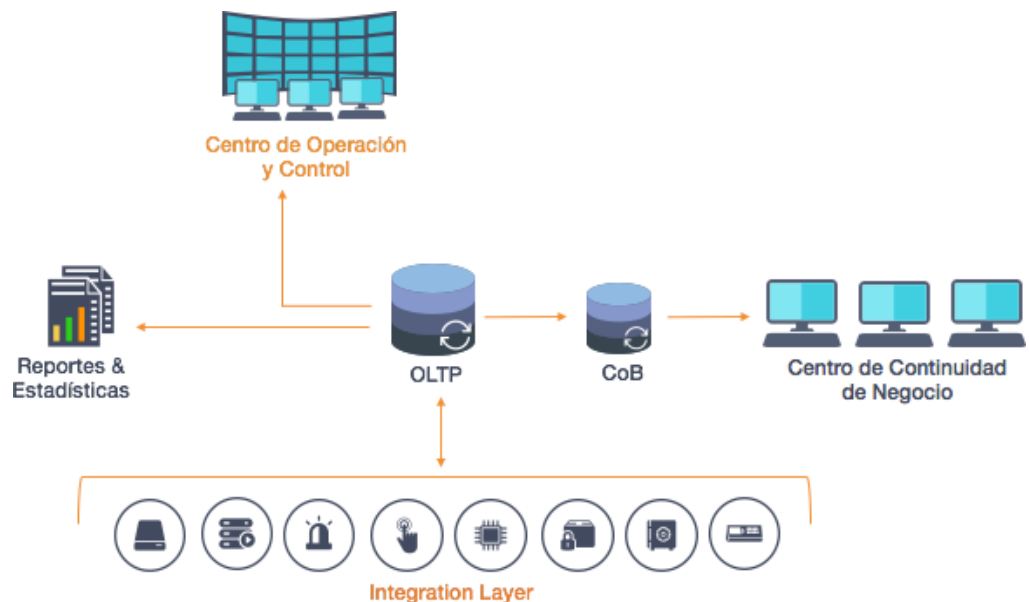 Centro de Operación
y Control
Reportes &
Estadísticas
OLTP
CoB
Centro de Continuidad
de Negocio
Integration Layer